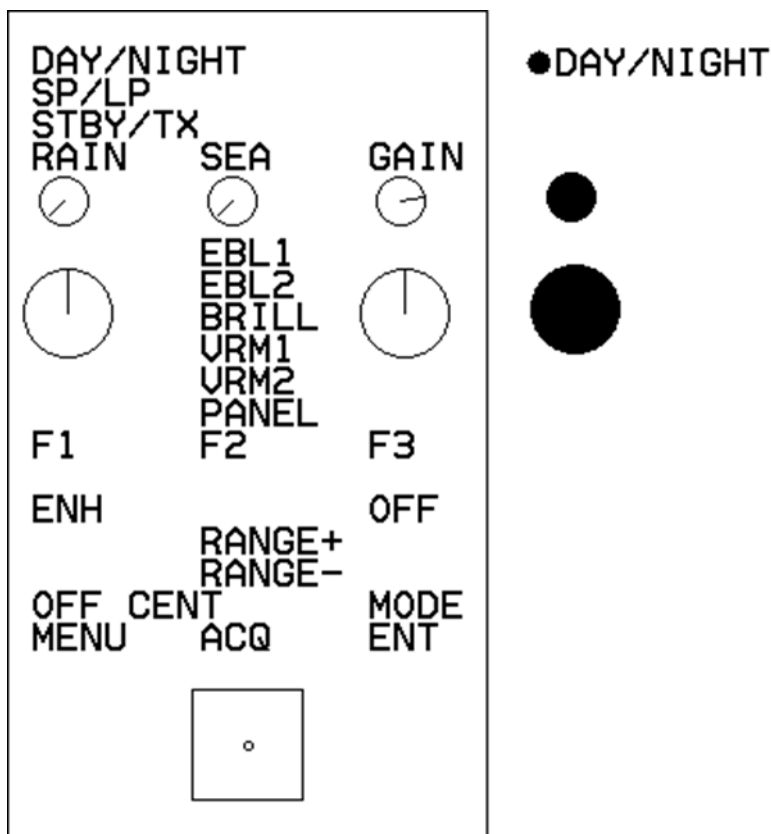 DAY/NIGHT
●DAY/NIGHT
SP/LP
STBY/TX
RAIN SEA GAIN
EBL1
EBL2
BRILL
VRM1
VRM2
PANEL
F1 F2 F3
ENH OFF
RANGE+
RANGE-
OFF CENT MODE
MENU ACQ ENT